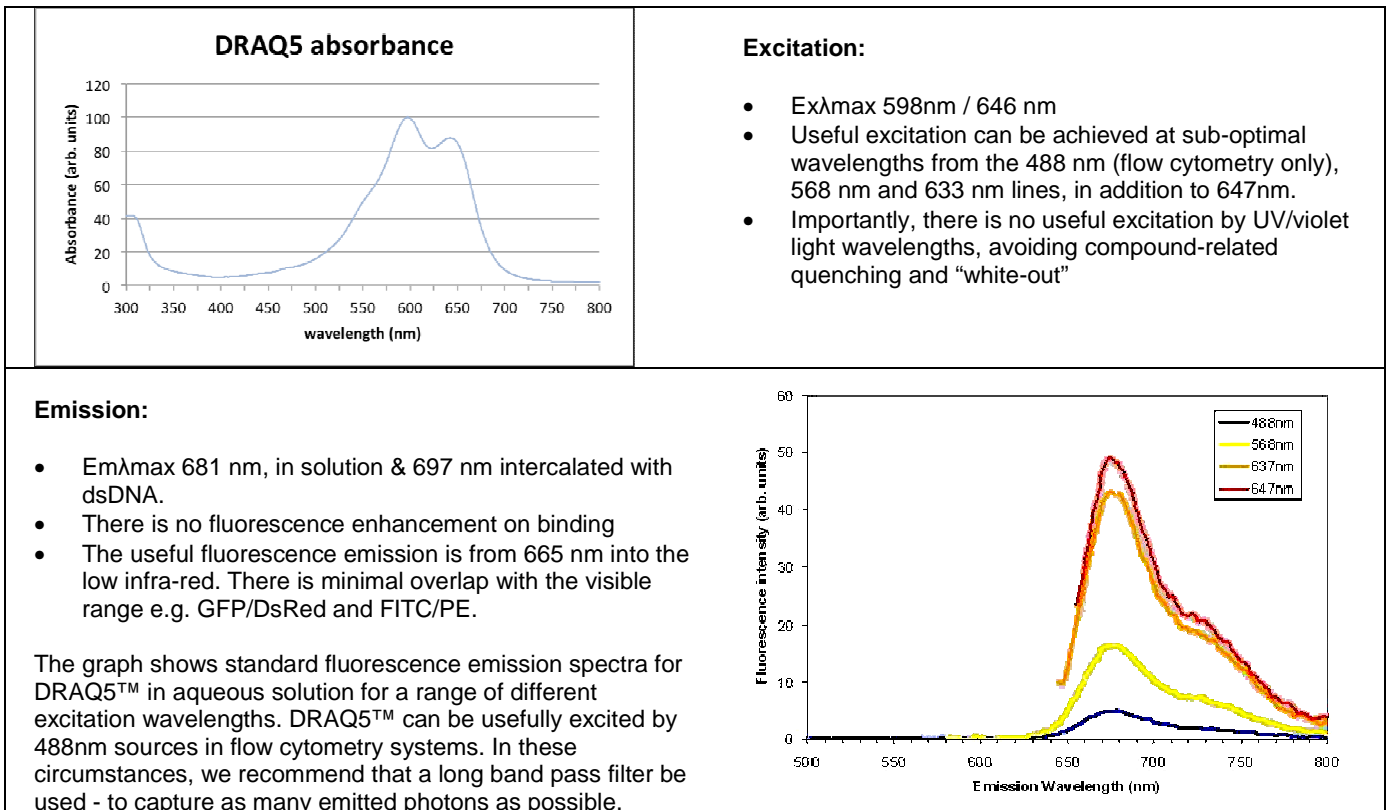 DRAQ5 absorbance
120
100
80
60
40
20
0
Absorbance (arb. units)
300 350 400 450 500 550 600 650 700 750 800
wavelength (nm)
Excitation:
• Exλmax 598nm / 646 nm
• Useful excitation can be achieved at sub-optimal
wavelengths from the 488 nm (flow cytometry only),
568 nm and 633 nm lines, in addition to 647nm.
• Importantly, there is no useful excitation by UV/violet
light wavelengths, avoiding compound-related
quenching and “white-out”
Emission:
• Emλmax 681 nm, in solution & 697 nm intercalated with
dsDNA.
• There is no fluorescence enhancement on binding
• The useful fluorescence emission is from 665 nm into the
low infra-red. There is minimal overlap with the visible
range e.g. GFP/DsRed and FITC/PE.
The graph shows standard fluorescence emission spectra for
DRAQ5™ in aqueous solution for a range of different
excitation wavelengths. DRAQ5™ can be usefully excited by
488nm sources in flow cytometry systems. In these
circumstances, we recommend that a long band pass filter be
used - to capture as many emitted photons as possible.
60
50
40
30
20
10
0
Fluorescence intensity (arb. units)
488nm
568nm
637nm
647nm
500 550 600 650 700 750 800
Emission Wavelength (nm)